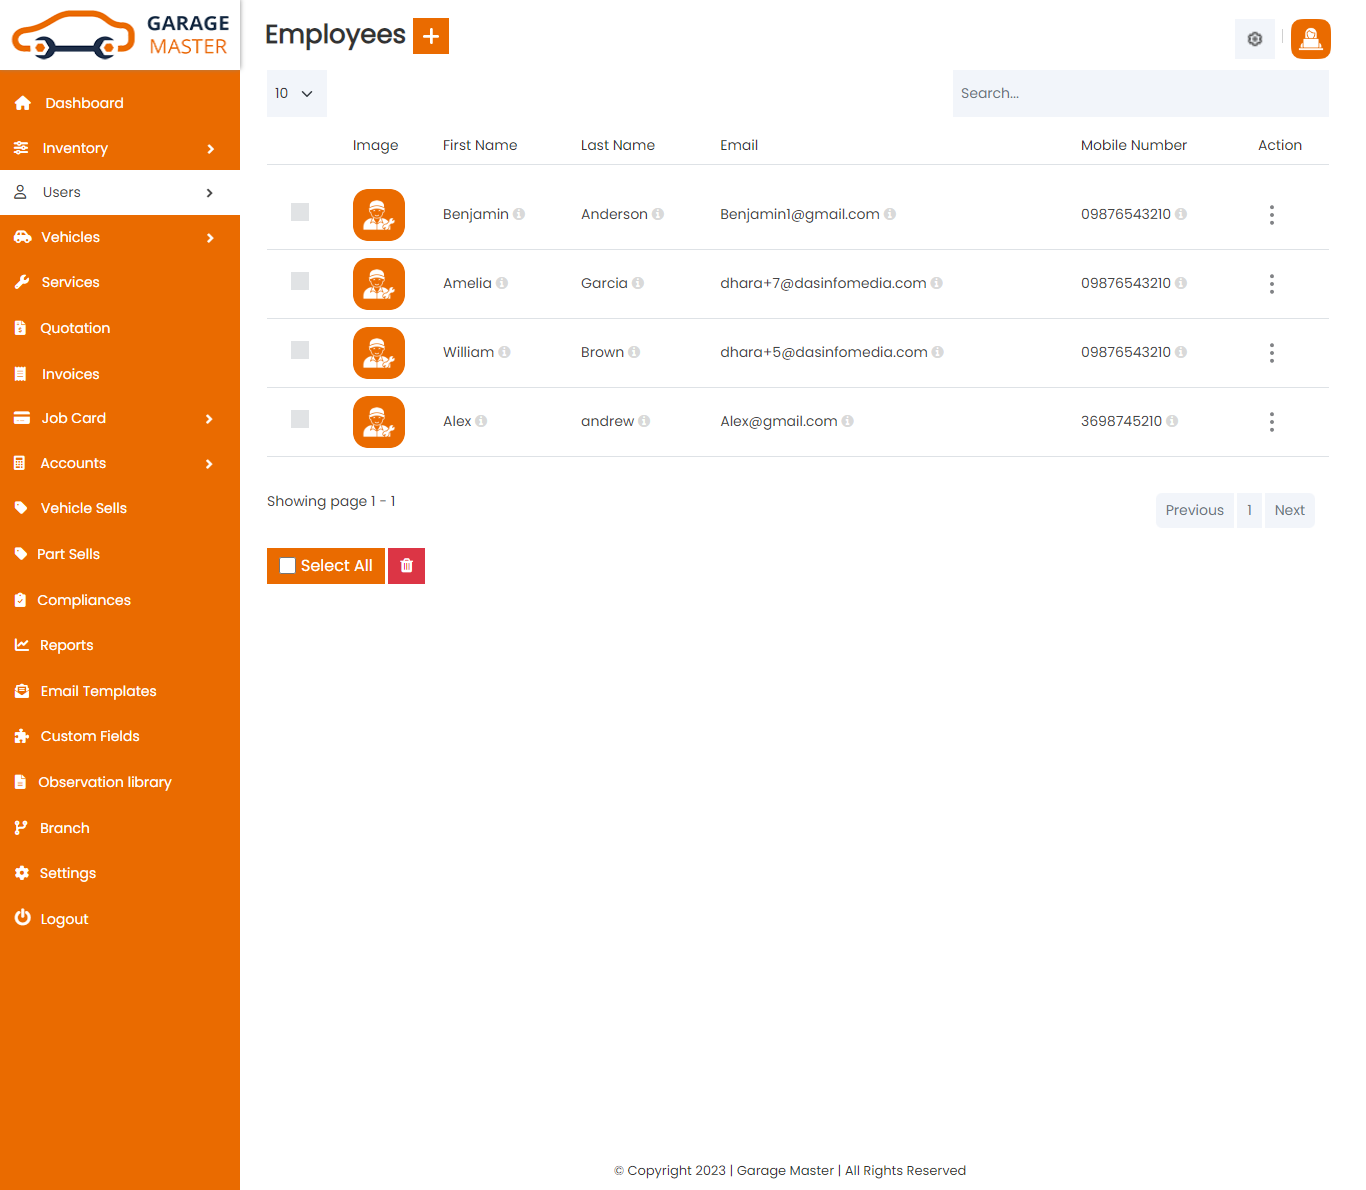 GARAGE
MASTER
Dashboard
Inventory
Users
Vehicles
Services
Quotation
Invoices
Job Card
Accounts
Vehicle Sells
Part Sells
Compliances
Reports
Email Templates
Custom Fields
Observation library
Branch
Settings
Logout
Employees +
10
Search...
Image First Name Last Name Email Mobile Number Action
Benjamin Anderson Benjamin1@gmail.com 09876543210
Amelia Garcia dhara+7@dasinfomedia.com 09876543210
William Brown dhara+5@dasinfomedia.com 09876543210
Alex andrew Alex@gmail.com 3698745210
Showing page 1 - 1
Previous 1 Next
Select All
© Copyright 2023 | Garage Master | All Rights Reserved